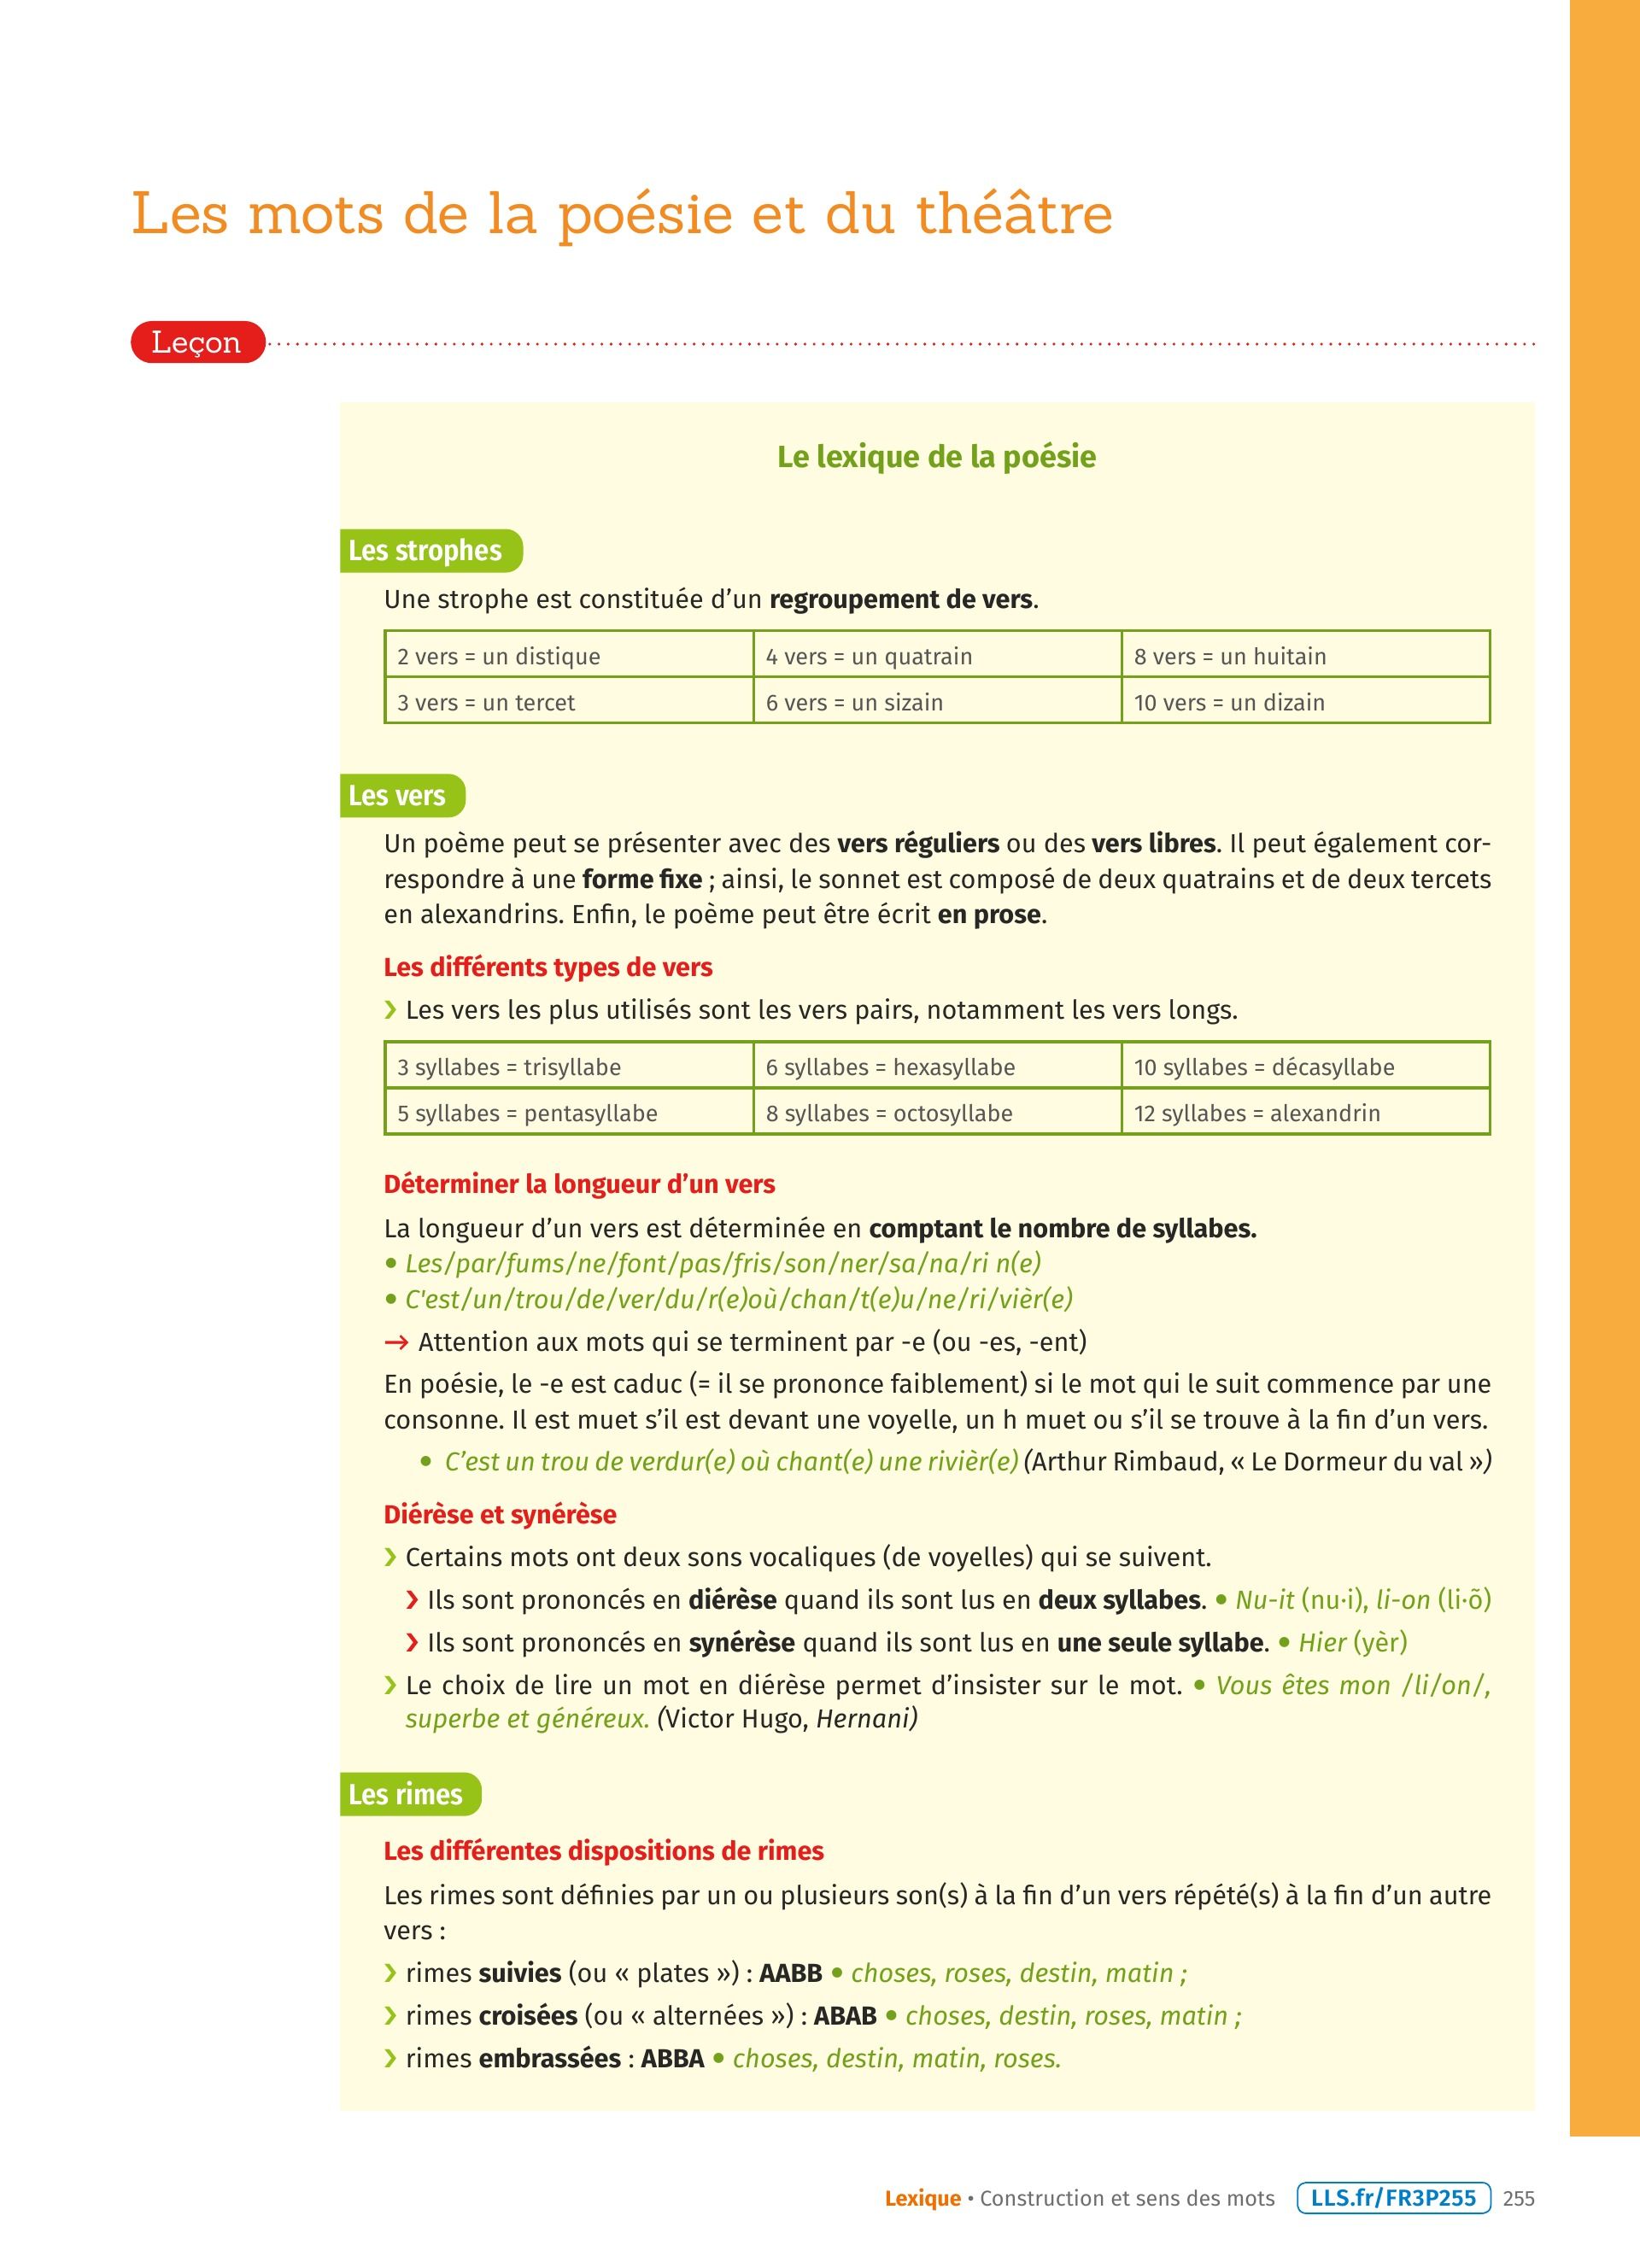 Les mots de la poésie et du théâtre
Leçon
Le lexique de la poésie
Les strophes
Une strophe est constituée d’un regroupement de vers.
2 vers = un distique
4 vers = un quatrain
8 vers = un huitain
3 vers = un tercet
6 vers = un sizain
10 vers = un dizain
Les vers
Un poème peut se présenter avec des vers réguliers ou des vers libres. Il peut également cor-
respondre à une forme fixe ; ainsi, le sonnet est composé de deux quatrains et de deux tercets
en alexandrins. Enfin, le poème peut être écrit en prose.
Les différents types de vers
› Les vers les plus utilisés sont les vers pairs, notamment les vers longs.
3 syllabes = trisyllabe
6 syllabes = hexasyllabe
10 syllabes = décasyllabe
5 syllabes = pentasyllabe
8 syllabes = octosyllabe
12 syllabes = alexandrin
Déterminer la longueur d’un vers
La longueur d’un vers est déterminée en comptant le nombre de syllabes.
• Les/par/fums/ne/font/pas/fris/son/ner/sa/na/ri n(e)
• C'est/un/trou/de/ver/du/r(e)où/chan/t(e)u/ne/ri/vièr(e)
→ Attention aux mots qui se terminent par -e (ou -es, -ent)
En poésie, le -e est caduc (= il se prononce faiblement) si le mot qui le suit commence par une
consonne. Il est muet s’il est devant une voyelle, un h muet ou s’il se trouve à la fin d’un vers.
• C’est un trou de verdur(e) où chant(e) une rivièr(e) (Arthur Rimbaud, « Le Dormeur du val »)
Diérèse et synérèse
› Certains mots ont deux sons vocaliques (de voyelles) qui se suivent.
› Ils sont prononcés en diérèse quand ils sont lus en deux syllabes. • Nu-it (nu·i), li-on (li·õ)
› Ils sont prononcés en synérèse quand ils sont lus en une seule syllabe. • Hier (yèr)
› Le choix de lire un mot en diérèse permet d’insister sur le mot. • Vous êtes mon /li/on/,
superbe et généreux. (Victor Hugo, Hernani)
Les rimes
Les différentes dispositions de rimes
Les rimes sont définies par un ou plusieurs son(s) à la fin d’un vers répété(s) à la fin d’un autre
vers :
› rimes suivies (ou « plates ») : AABB • choses, roses, destin, matin ;
› rimes croisées (ou « alternées ») : ABAB • choses, destin, roses, matin ;
› rimes embrassées : ABBA • choses, destin, matin, roses.
Lexique • Construction et sens des mots LLS.fr/FR3P255 255